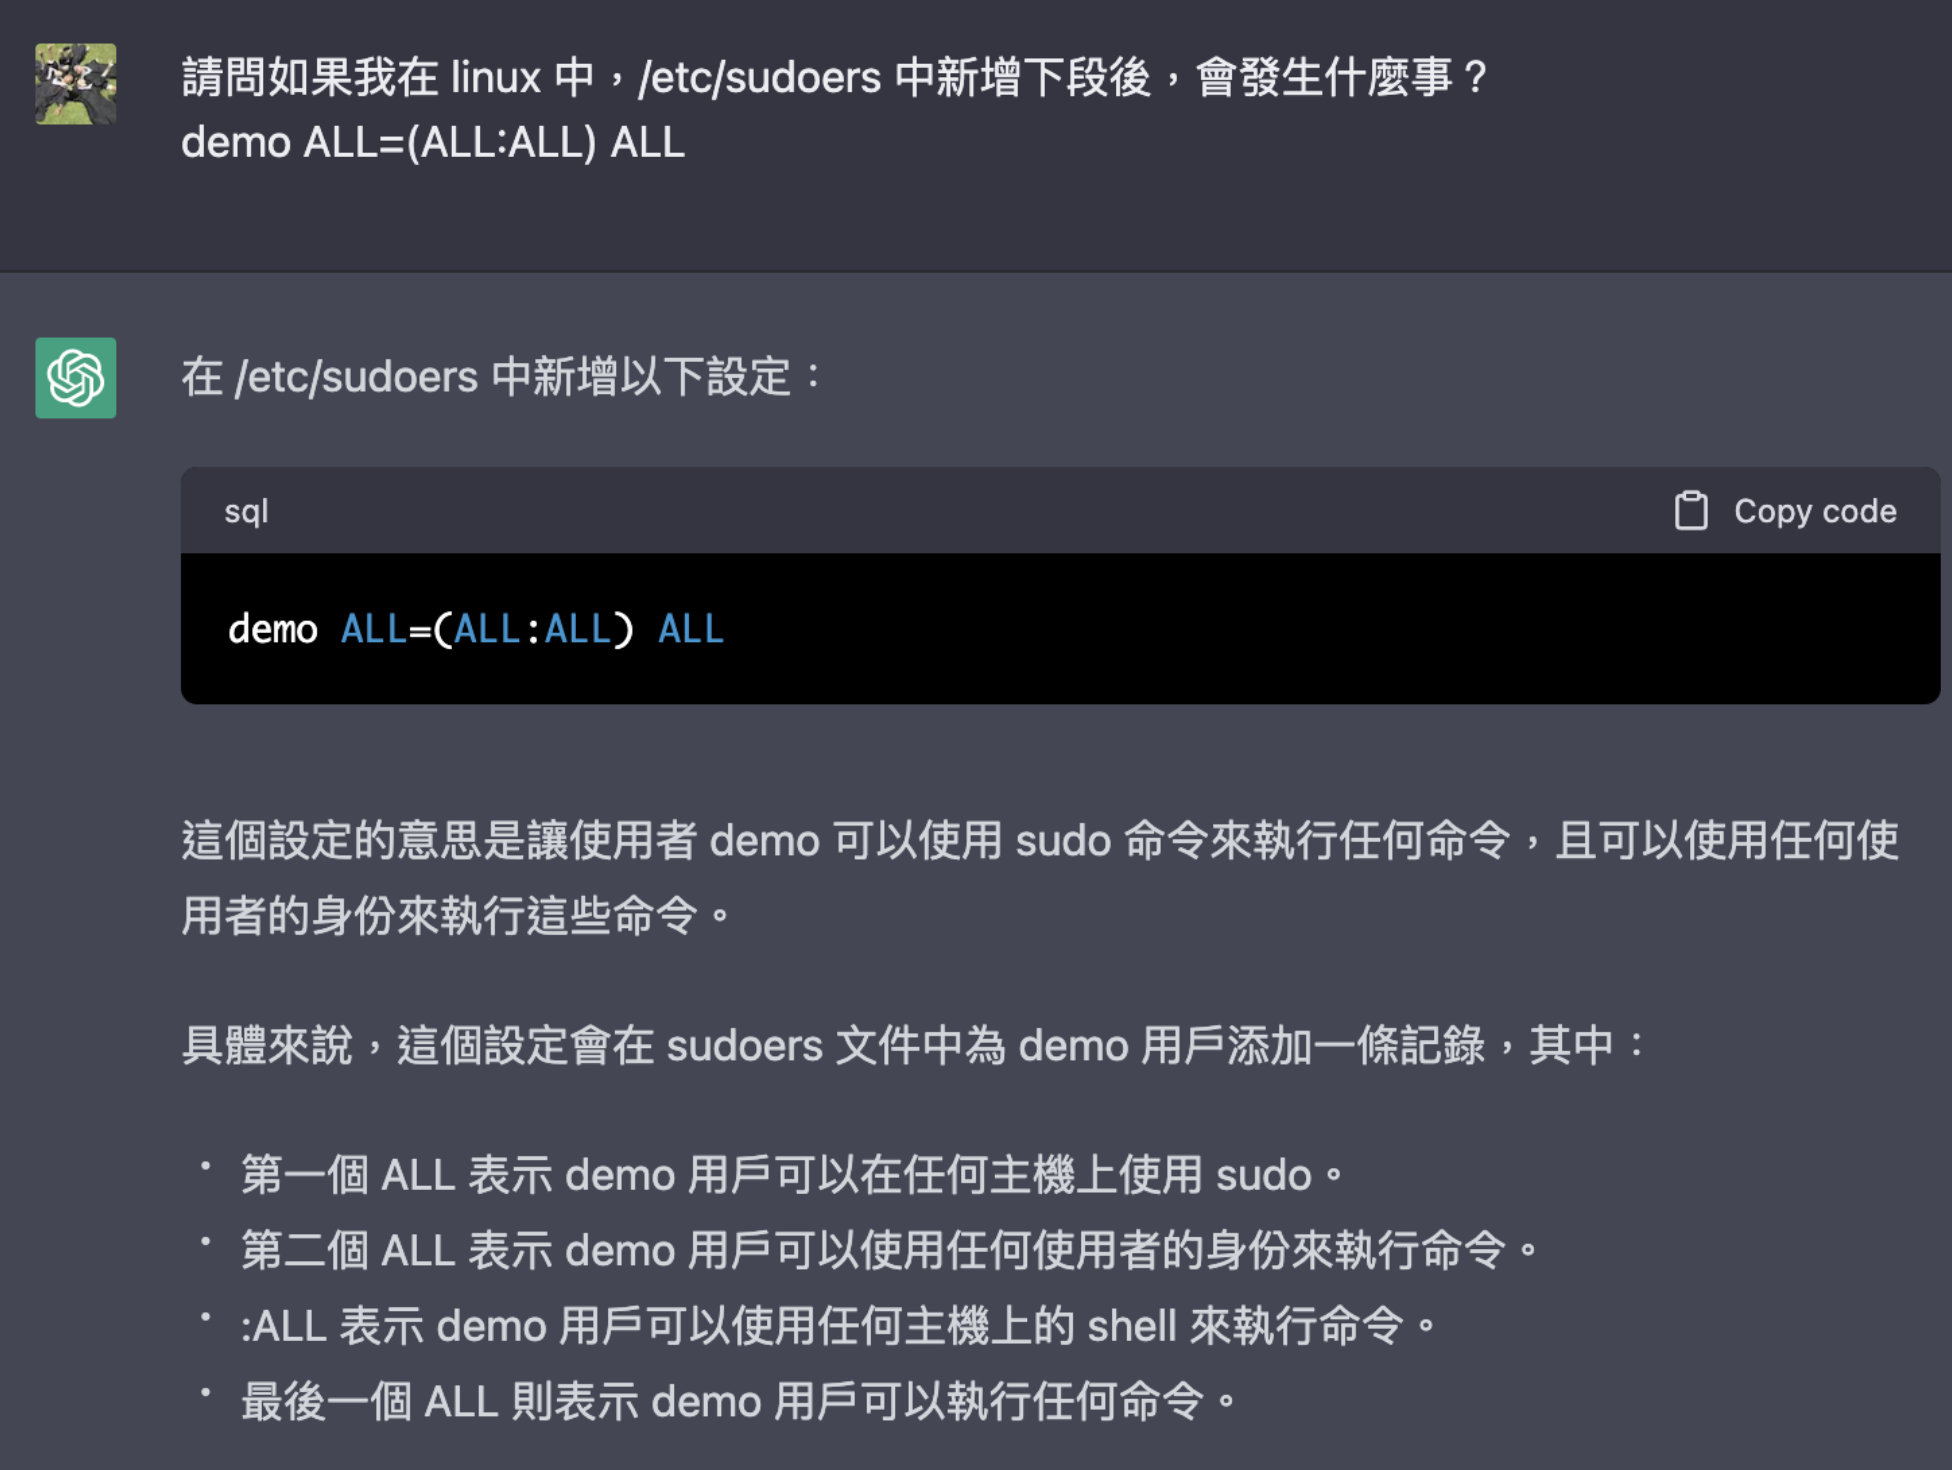 請問如果我在 linux 中，/etc/sudoers 中新增下段後，會發生什麼事？
demo ALL=(ALL:ALL) ALL
在 /etc/sudoers 中新增以下設定：
sql
Copy code
demo ALL=(ALL:ALL) ALL
這個設定的意思是讓使用者 demo 可以使用 sudo 命令來執行任何命令，且可以使用任何使
用者的身份來執行這些命令。
具體來說，這個設定會在 sudoers 文件中為 demo 用戶添加一條記錄，其中：
• 第一個 ALL 表示 demo 用戶可以在任何主機上使用 sudo。
• 第二個 ALL 表示 demo 用戶可以使用任何使用者的身份來執行命令。
• :ALL 表示 demo 用戶可以使用任何主機上的 shell 來執行命令。
• 最後一個 ALL 則表示 demo 用戶可以執行任何命令。